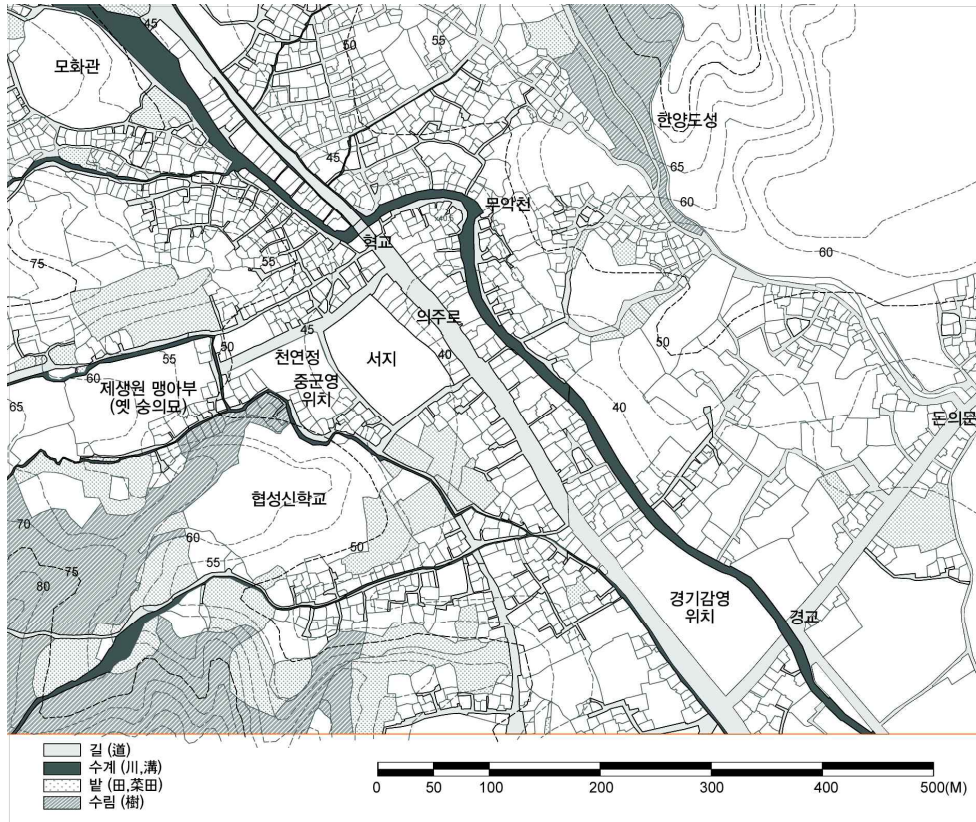 45
50
55
모화관
한양도성
45
65
60
무악천
혁교
60
75
55
45
의주로
50
50
천연정
서지
40
55
60
제생원 맹아부
(옛 숭의묘)
중군영
위치
40
65
돈의문
협성신학교
70
60
50
55
75
80
경기감영
위치
경교
길 (道)
수계 (川,溝)
밭 (田,菜田)
수림 (樹)
0 50 100 200 300 400 500(M)